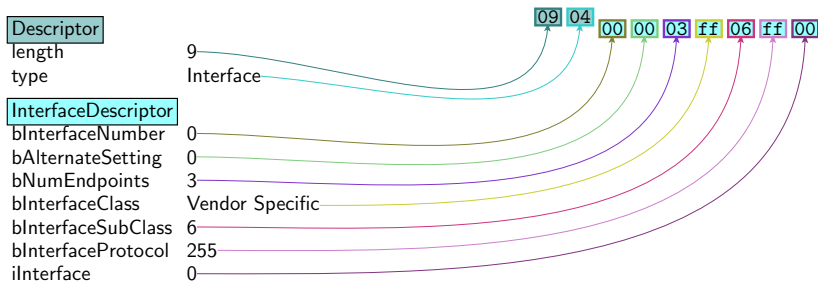 09 04 00 00 03 ff 06 ff 00
Descriptor
length 9
type Interface
InterfaceDescriptor
bInterfaceNumber 0
bAlternateSetting 0
bNumEndpoints 3
bInterfaceClass Vendor Specific
bInterfaceSubClass 6
bInterfaceProtocol 255
iInterface 0